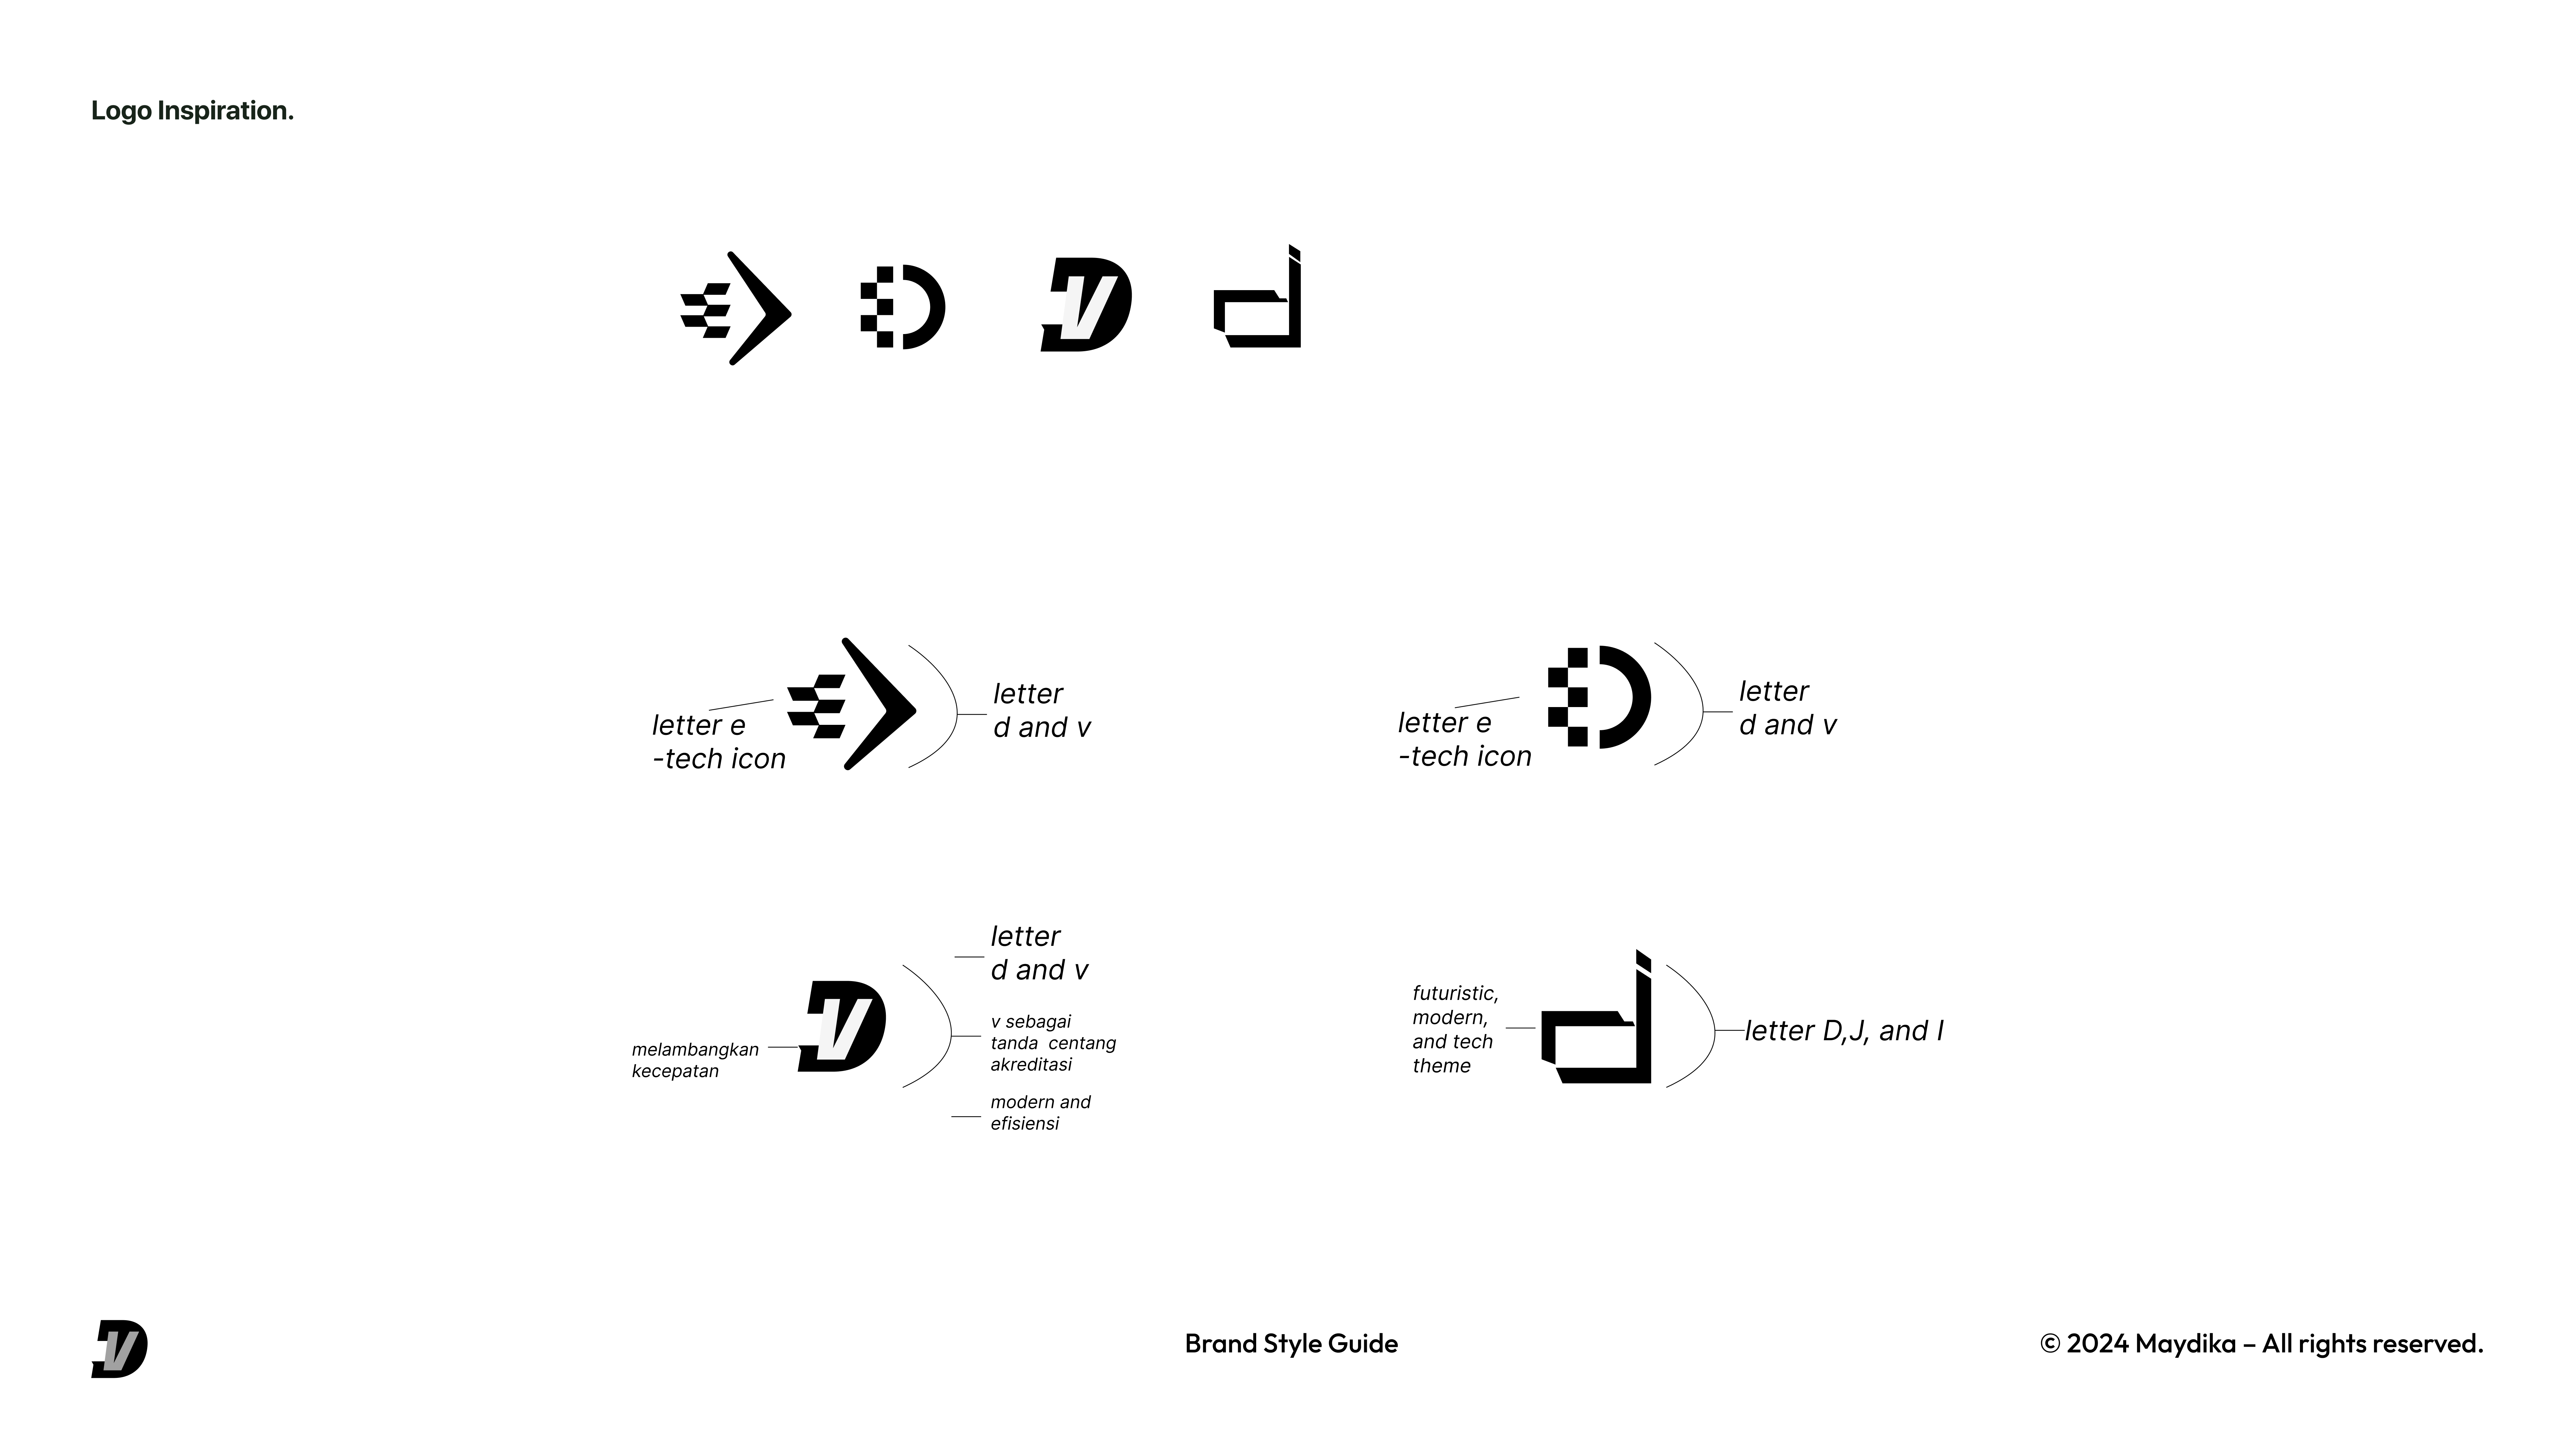 Logo Inspiration.
letter e
-tech icon
letter
d and v
letter e
-tech icon
letter
d and v
melambangkan
kecepatan
letter
d and v
v sebagai
tanda centang
akreditasi
modern and
efisiensi
futuristic,
modern,
and tech
theme
letter D,J, and I
Brand Style Guide
© 2024 Maydika – All rights reserved.